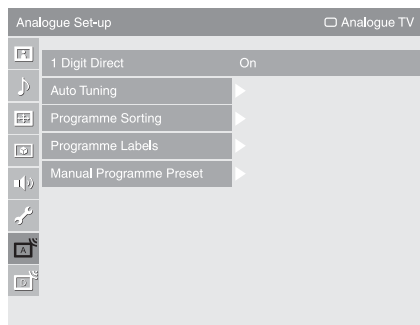 Analogue Set-up
Analogue TV
1 Digit Direct On
Auto Tuning
Programme Sorting
Programme Labels
Manual Programme Preset
A
D